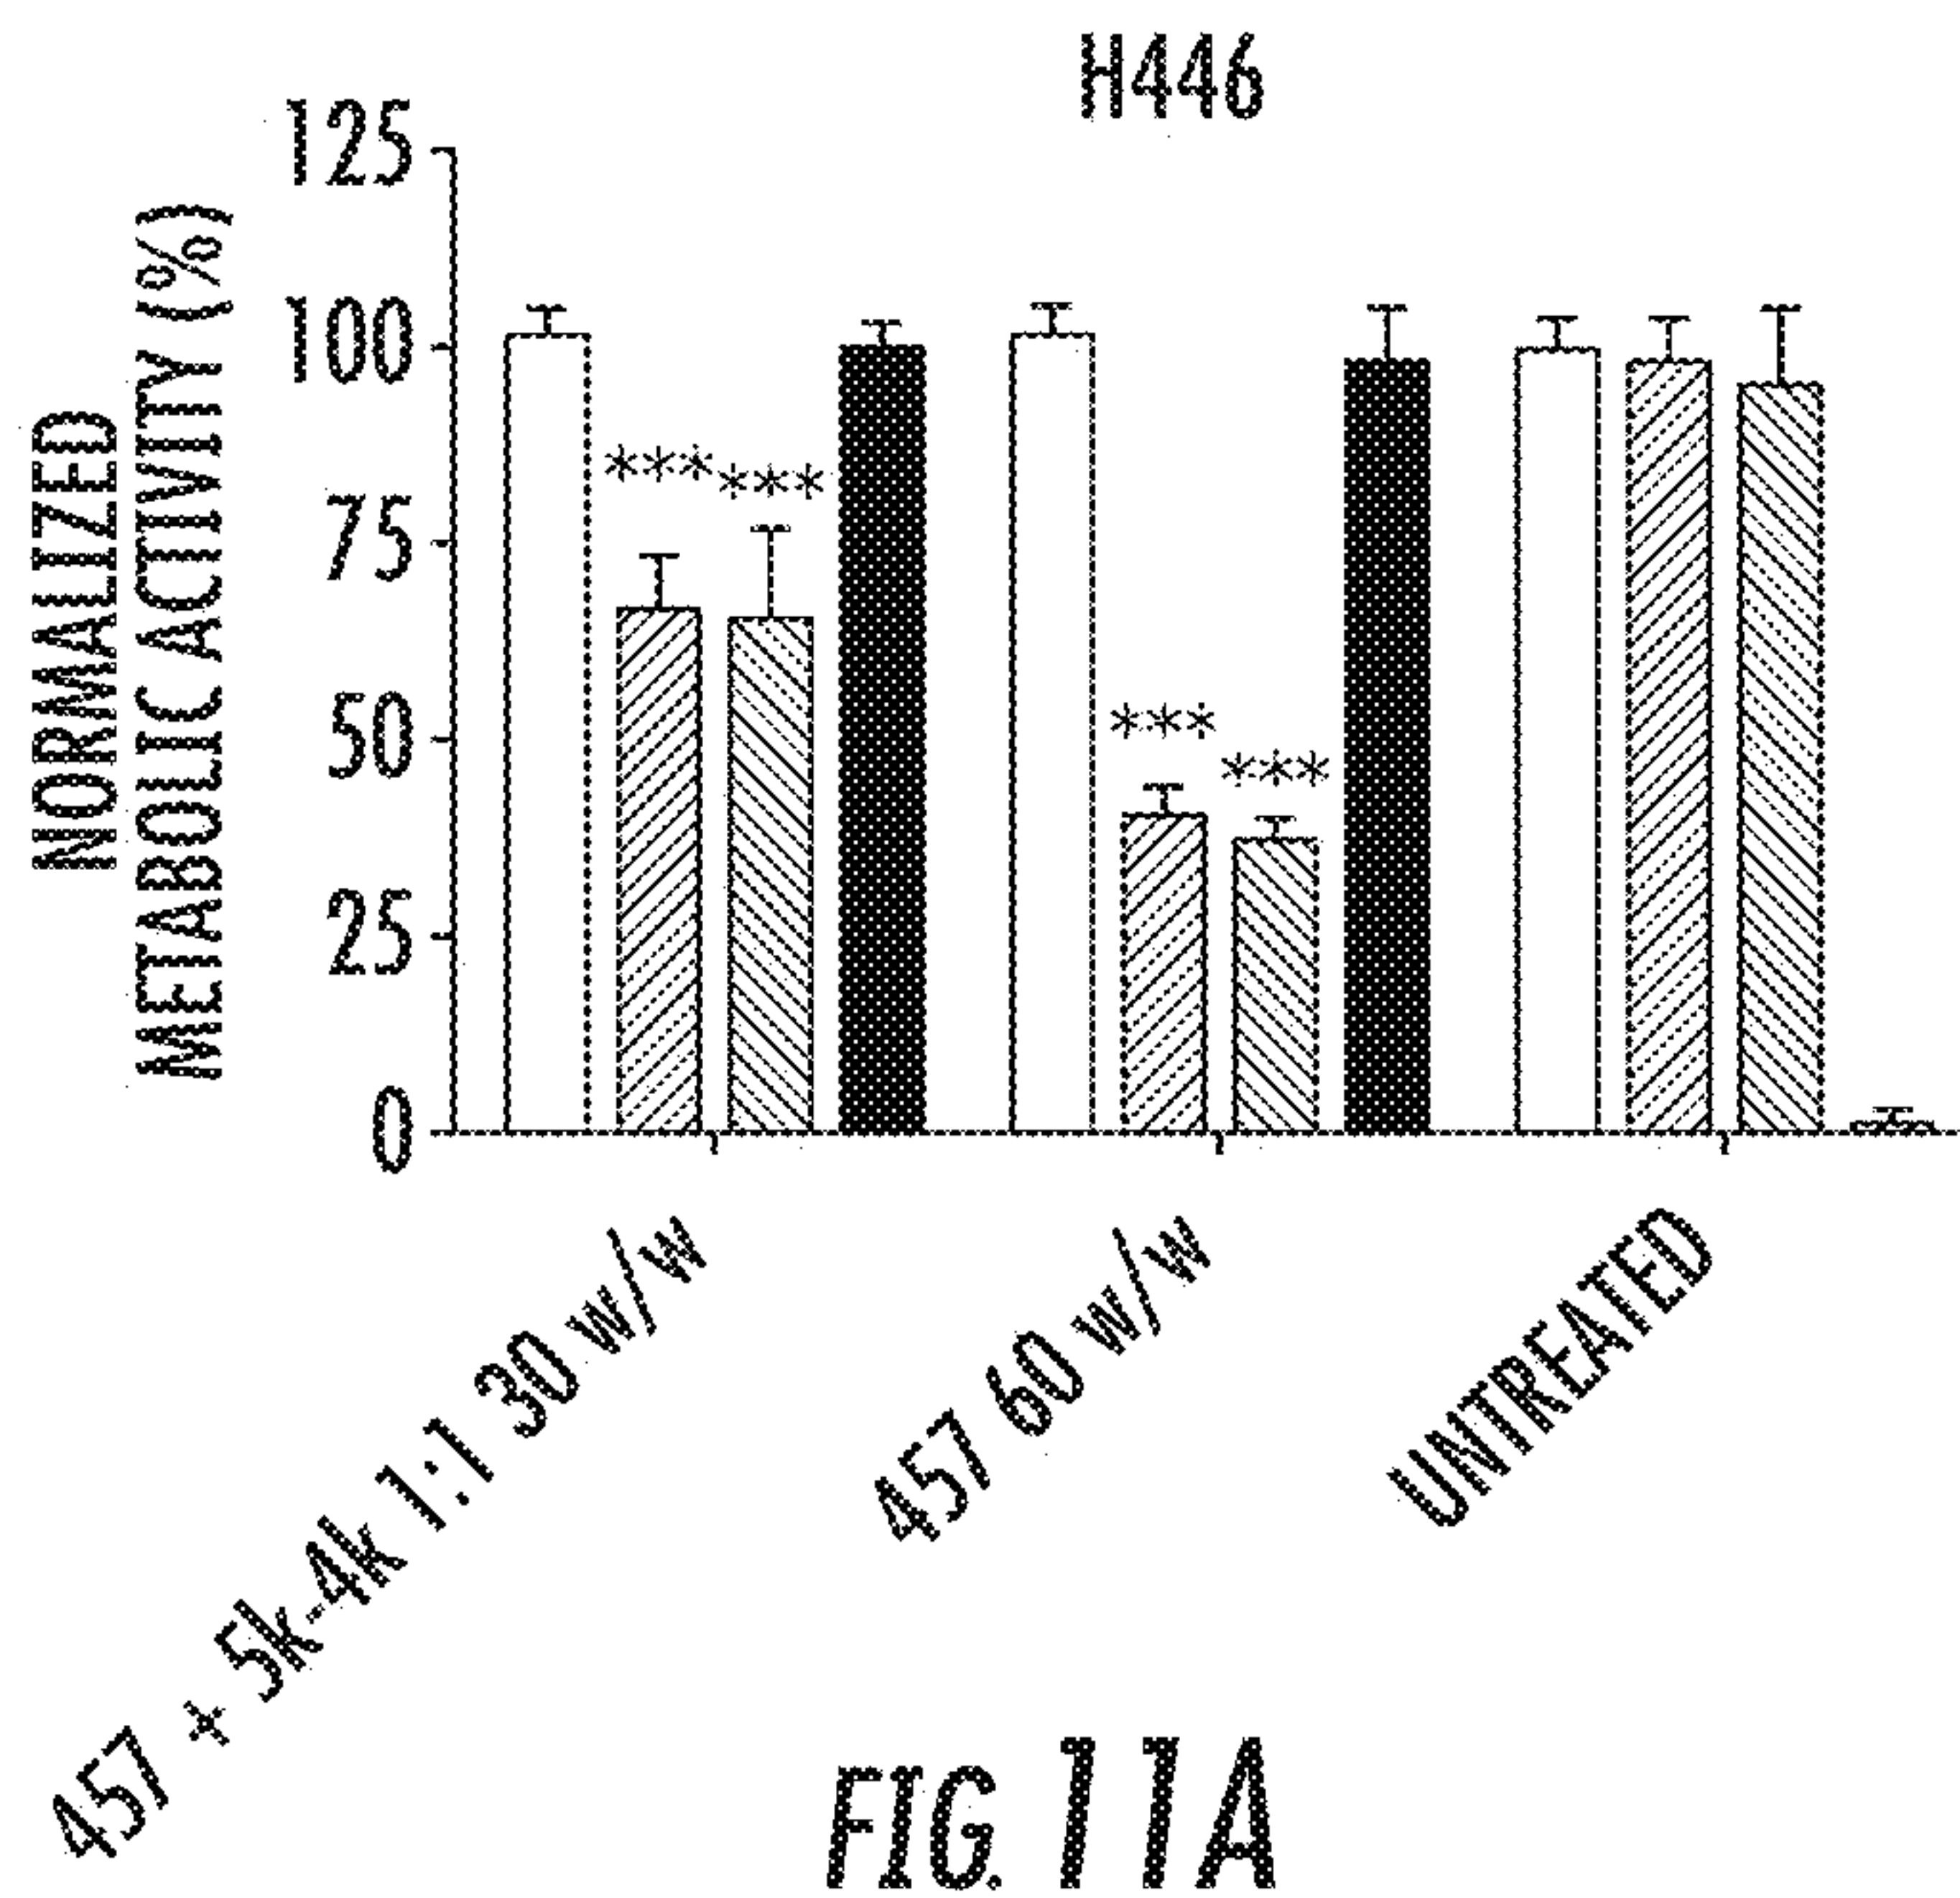 H446
NORMALIZED
METABOLIC ACTIVITY (%)
125
100
75
50
25
0
*** ***
***
***
457 + 5k-4k 1:1 30 w/w
457 60 w/w
UNTREATED
FIG. 11A